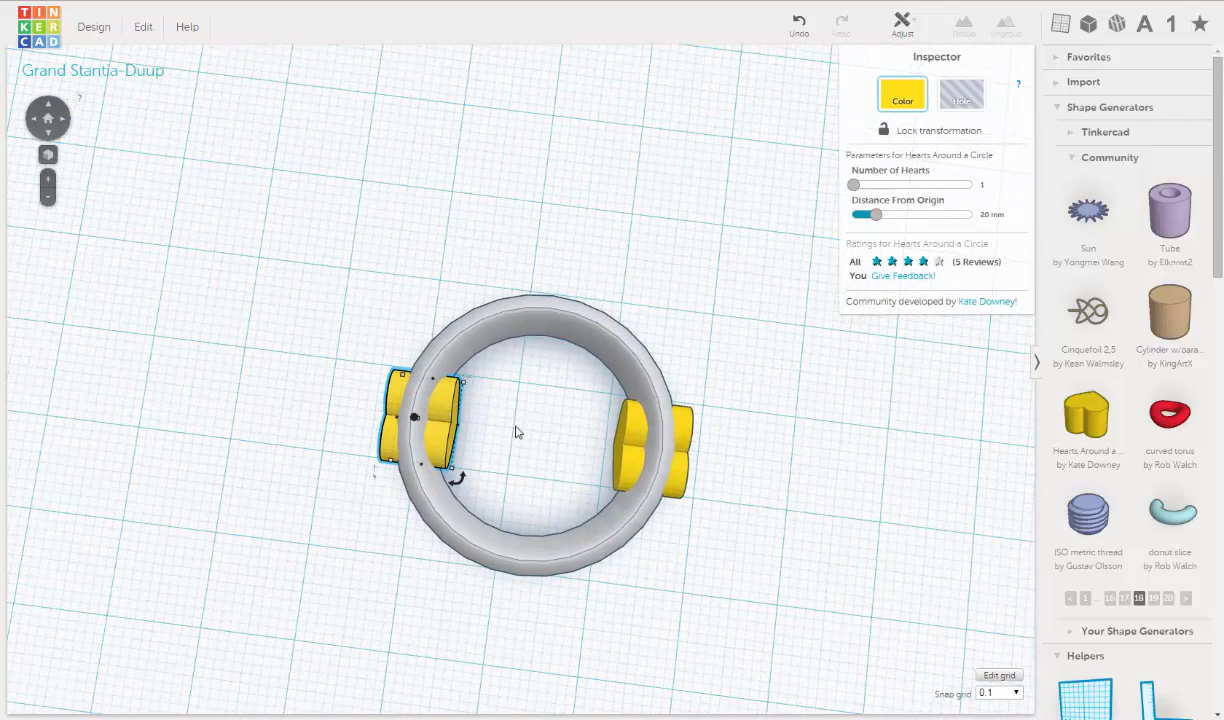 TIN
KER
CAD
Design
Edit
Help
Undo
Redo
Adjust
Group
Ungroup
A
1
Grand Stantia-Duup
?
+
-
Inspector
?
Color
Hole
Lock transformation
Parameters for Hearts Around a Circle
Number of Hearts
1
Distance From Origin
20 mm
Ratings for Hearts Around a Circle
All
(5 Reviews)
You Give Feedback!
Community developed by Kate Downey!
Favorites
Import
Shape Generators
Tinkercad
Community
Sun
by Yongmei Wang
Tube
by Elknwt2
Cinquefoil 2,5
by Kean Walmsley
Cylinder w/para...
by KingArtX
Hearts Around a...
by Kate Downey
curved torus
by Rob Walch
ISO metric thread
by Gustav Olsson
donut slice
by Rob Walch
< 1 ... 16 17 18 19 20 >
Your Shape Generators
Helpers
Edit grid
Snap grid 0.1